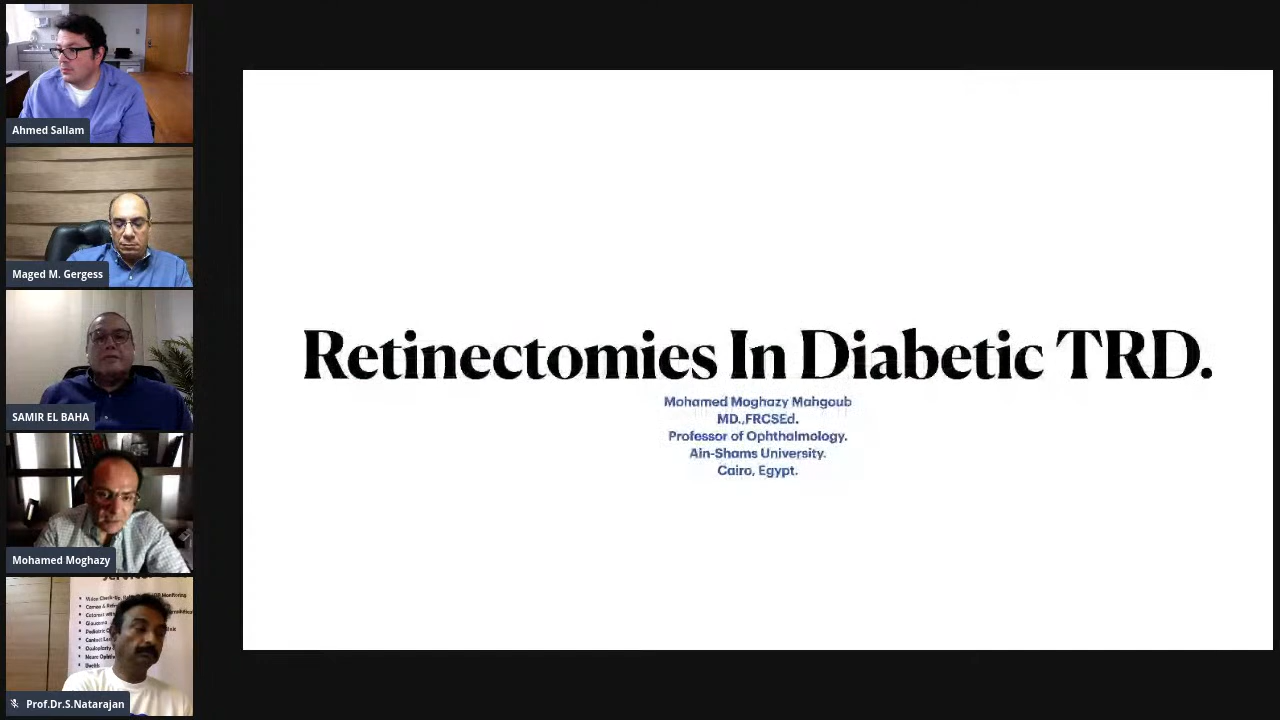 Ahmed Sallam
Maged M. Gergess
SAMIR EL BAHA
Mohamed Moghazy
Glaucoma
Prof.Dr.S.Natarajan
Retinectomies In Diabetic TRD.
Mohamed Moghazy Mahgoub
MD.,FRCSEd.
Professor of Ophthalmology.
Ain-Shams University.
Cairo, Egypt.